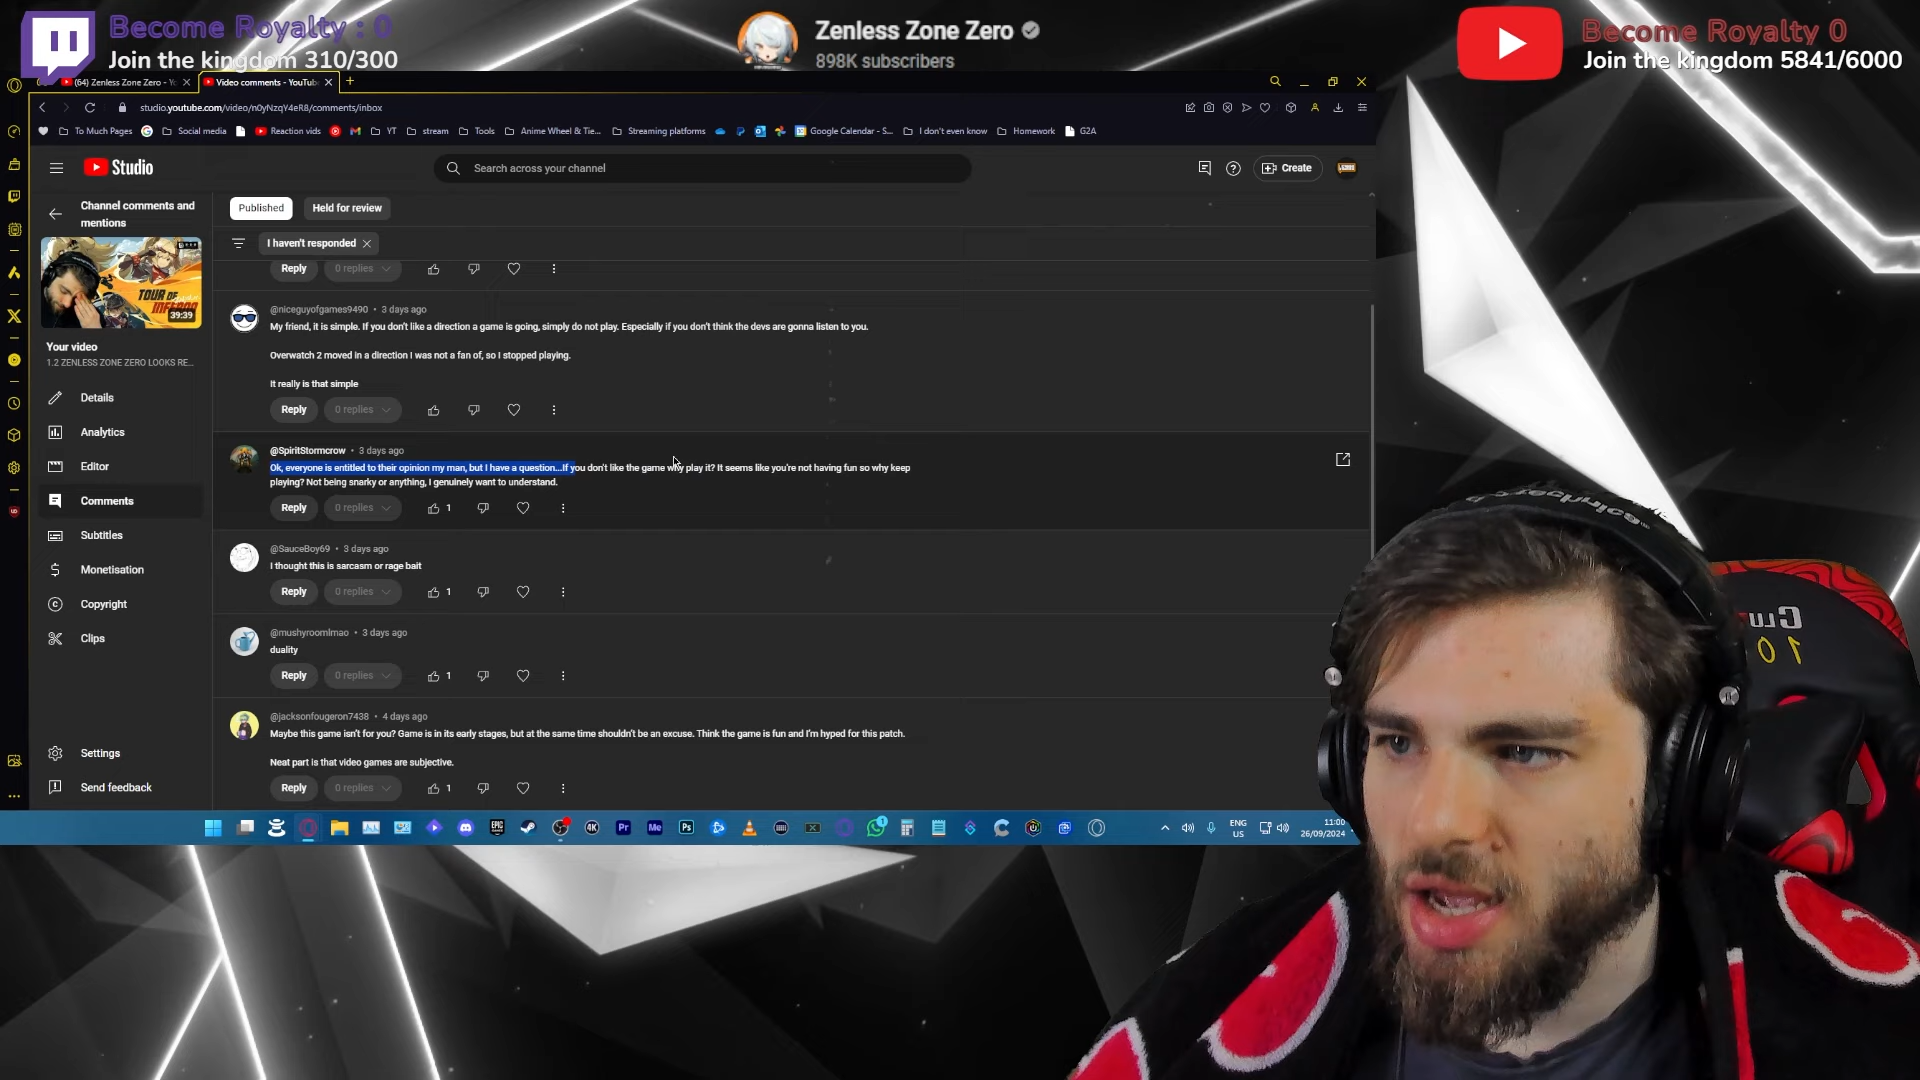 Become Royalty : 0
Join the kingdom 310/300
Zenless Zone Zero
898K subscribers
Become Royalty 0
Join the kingdom 5841/6000
(64) Zenless Zone Zero - Yo
Video comments - YouTube
studio.youtube.com/video/n0yNzqY4eR8/comments/inbox
To Much Pages
Social media
Reaction vids
YT
stream
Tools
Anime Wheel & Tie...
Streaming platforms
Google Calendar - S...
I don't even know
Homework
G2A
Studio
Search across your channel
Create
Channel comments and
mentions
Published
Held for review
I haven't responded
TOUR OF
INFERNO
39:39
Your video
1.2 ZENLESS ZONE ZERO LOOKS RE...
Details
Analytics
Editor
Comments
Subtitles
Monetisation
Copyright
Clips
Settings
Send feedback
Reply
0 replies
@niceguyofgames9490 • 3 days ago
My friend, it is simple. If you don't like a direction a game is going, simply do not play. Especially if you don't think the devs are gonna listen to you.
Overwatch 2 moved in a direction I was not a fan of, so I stopped playing.
It really is that simple
Reply
0 replies
@SpiritStormcrow • 3 days ago
Ok, everyone is entitled to their opinion my man, but I have a question...If you don't like the game why play it? It seems like you're not having fun so why keep
playing? Not being snarky or anything, I genuinely want to understand.
Reply
0 replies
1
@SauceBoy69 • 3 days ago
I thought this is sarcasm or rage bait
Reply
0 replies
1
@mushyroomlmao • 3 days ago
duality
Reply
0 replies
1
@jacksonfougeron7438 • 4 days ago
Maybe this game isn't for you? Game is in its early stages, but at the same time shouldn't be an excuse. Think the game is fun and I'm hyped for this patch.
Neat part is that video games are subjective.
Reply
0 replies
1
ENG
US
11:00
26/09/2024